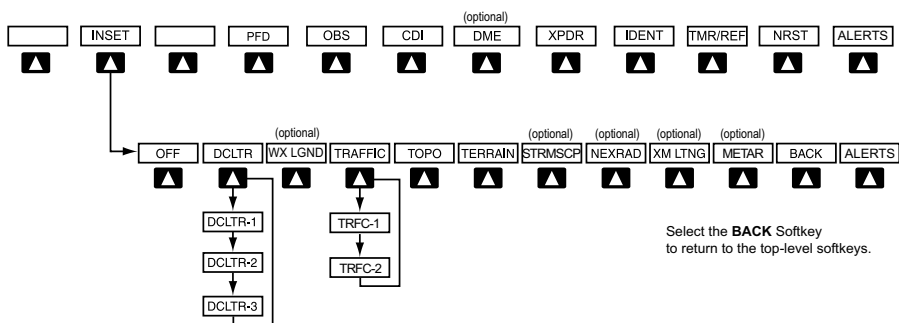 (optional)
INSET PFD OBS CDI DME XPDR IDENT TMR/REF NRST ALERTS
(optional) (optional) (optional) (optional) (optional)
OFF DCLTR WX LGND TRAFFIC TOPO TERRAIN STRMSCP NEXRAD XM LTNG METAR BACK ALERTS
DCLTR-1 TRFC-1
DCLTR-2 TRFC-2
DCLTR-3
Select the BACK Softkey
to return to the top-level softkeys.